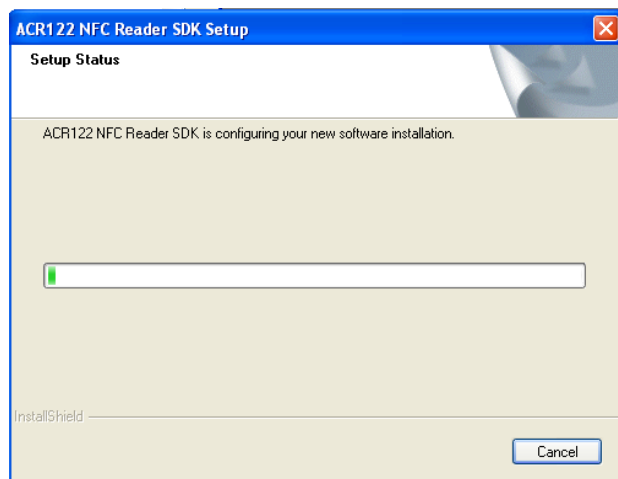 ACR122 NFC Reader SDK Setup
Setup Status
ACR122 NFC Reader SDK is configuring your new software installation.
InstallShield
Cancel